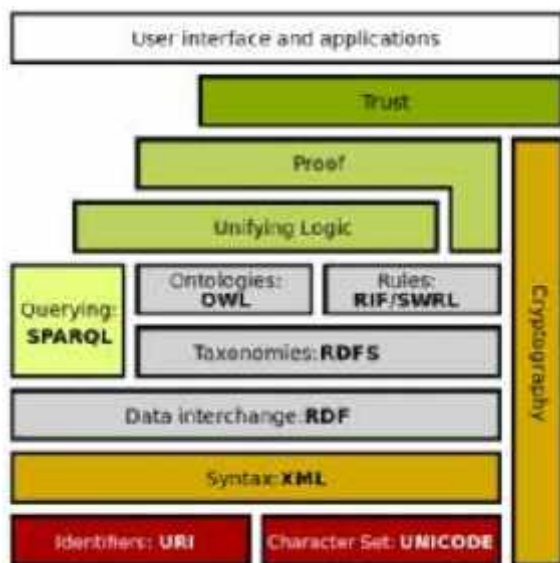 User interface and applications
Trust
Proof
Unifying Logic
Ontologies:
OWL
Rules:
RIF/SWRL
Querying:
SPARQL
Taxonomies:RDFS
Cryptography
Data interchange:RDF
Syntax:XML
Identifiers: URI
Character Set: UNICODE